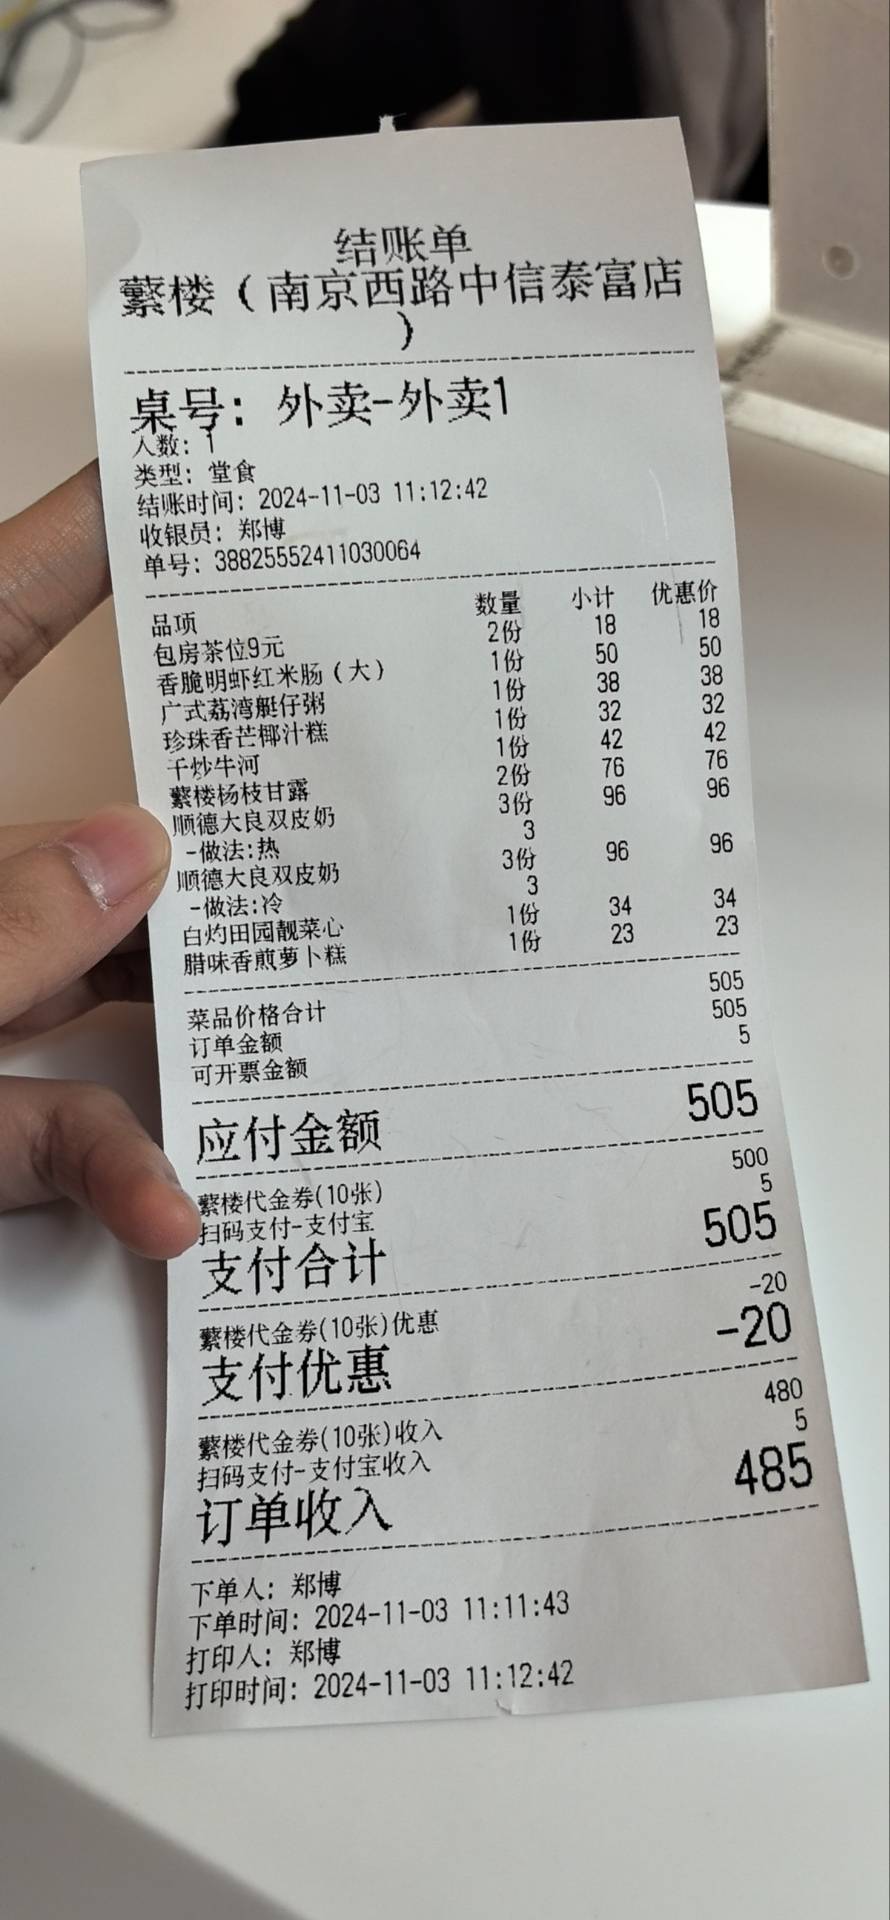 结账单
蘩楼（南京西路中信泰富店
）
桌号：外卖-外卖1
人数：1
类型：堂食
结账时间：2024-11-03 11:12:42
收银员：郑博
单号：38825552411030064
品项 数量 小计 优惠价
包房茶位9元 2份 18 18
香脆明虾红米肠（大） 1份 50 50
广式荔湾艇仔粥 1份 38 38
珍珠香芒椰汁糕 1份 32 32
干炒牛河 1份 42 42
蘩楼杨枝甘露 2份 76 76
顺德大良双皮奶 3份 96 96
-做法:热 3
顺德大良双皮奶 3份 96 96
-做法:冷 3
白灼田园靓菜心 1份 34 34
腊味香煎萝卜糕 1份 23 23
菜品价格合计 505
订单金额 505
可开票金额 5
应付金额 505
蘩楼代金券(10张) 500
扫码支付-支付宝 5
支付合计 505
蘩楼代金券(10张)优惠 -20
支付优惠 -20
蘩楼代金券(10张)收入 480
扫码支付-支付宝收入 5
订单收入 485
下单人：郑博
下单时间：2024-11-03 11:11:43
打印人：郑博
打印时间：2024-11-03 11:12:42